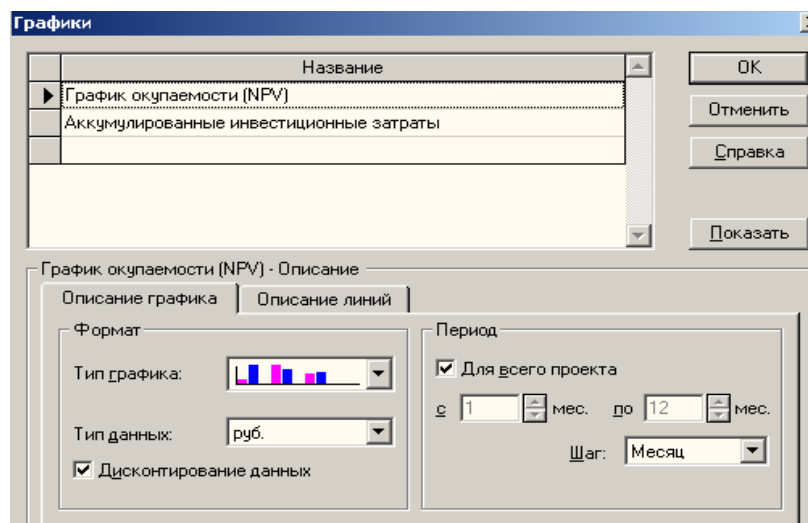 Графики
Название
График окупаемости (NPV)
Аккумулированные инвестиционные затраты
OK
Отменить
Справка
Показать
График окупаемости (NPV) - Описание
Описание графика
Описание линий
Формат
Тип графика:
Тип данных:
руб.
Дисконтирование данных
Период
Для всего проекта
с 1 мес. по 12 мес.
Шаг: Месяц